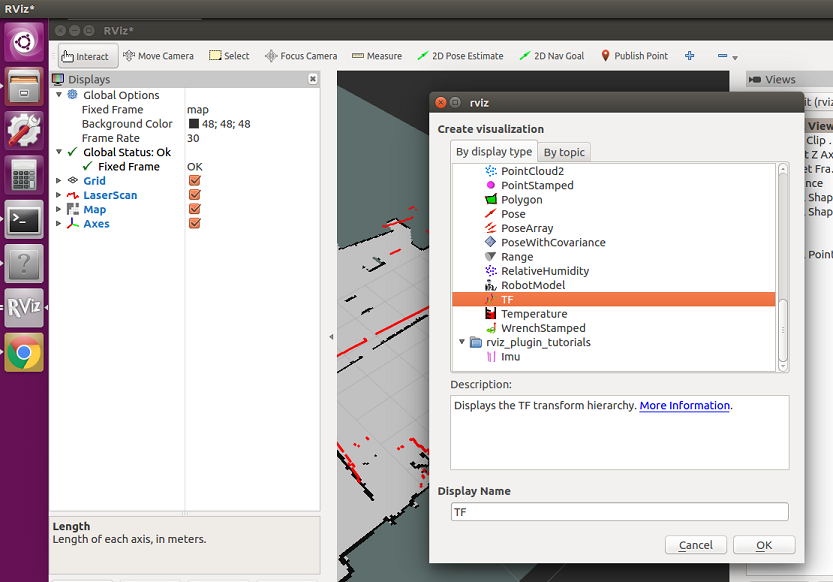 RViz*
RViz*
Interact
Move Camera
Select
Focus Camera
Measure
2D Pose Estimate
2D Nav Goal
Publish Point
Displays
Global Options
Fixed Frame map
Background Color 48; 48; 48
Frame Rate 30
Global Status: Ok
Fixed Frame OK
Grid
LaserScan
Map
Axes
Length
Length of each axis, in meters.
RViz
rviz
Create visualization
By display type
By topic
PointCloud2
PointStamped
Polygon
Pose
PoseArray
PoseWithCovariance
Range
RelativeHumidity
RobotModel
TF
Temperature
WrenchStamped
rviz_plugin_tutorials
Imu
Description:
Displays the TF transform hierarchy. More Information.
Display Name
TF
Cancel
OK
Views
it (rviz
View
Clip ...
t Z Ax
et Fra...
nce
Shap
Shap
Point